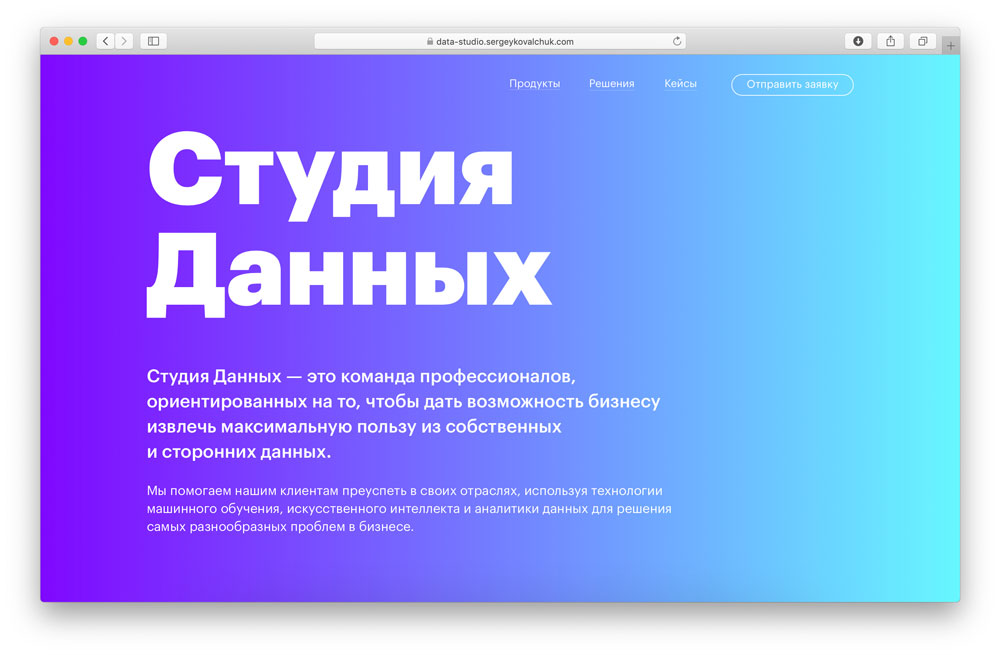 data-studio.sergeykovalchuk.com
Продукты Решения Кейсы Отправить заявку
Студия
Данных
Студия Данных — это команда профессионалов,
ориентированных на то, чтобы дать возможность бизнесу
извлечь максимальную пользу из собственных
и сторонних данных.
Мы помогаем нашим клиентам преуспеть в своих отраслях, используя технологии
машинного обучения, искусственного интеллекта и аналитики данных для решения
самых разнообразных проблем в бизнесе.